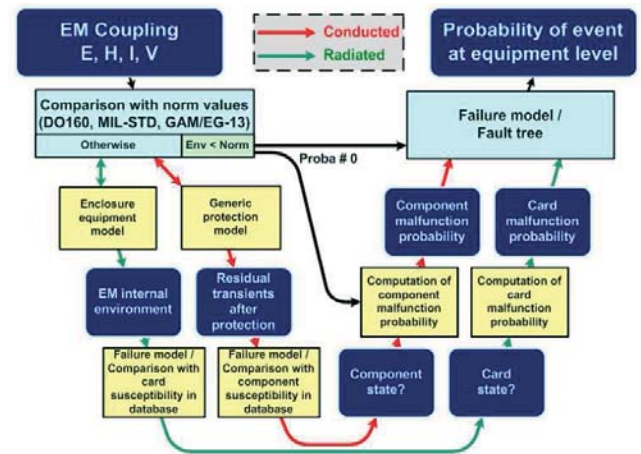 EM Coupling
E, H, I, V
Conducted
Radiated
Probability of event
at equipment level
Comparison with norm values
(DO160, MIL-STD, GAM/EG-13)
Otherwise
Env < Norm
Failure model /
Fault tree
Proba # 0
Enclosure
equipment
model
Generic
protection
model
Component
malfunction
probability
Card
malfunction
probability
EM internal
environment
Residual
transients
after
protection
Computation of
component
malfunction
probability
Computation of
card
malfunction
probability
Failure model /
Comparison with
card
susceptibility in
database
Failure model /
Comparison with
component
susceptibility in
database
Component
state?
Card
state?